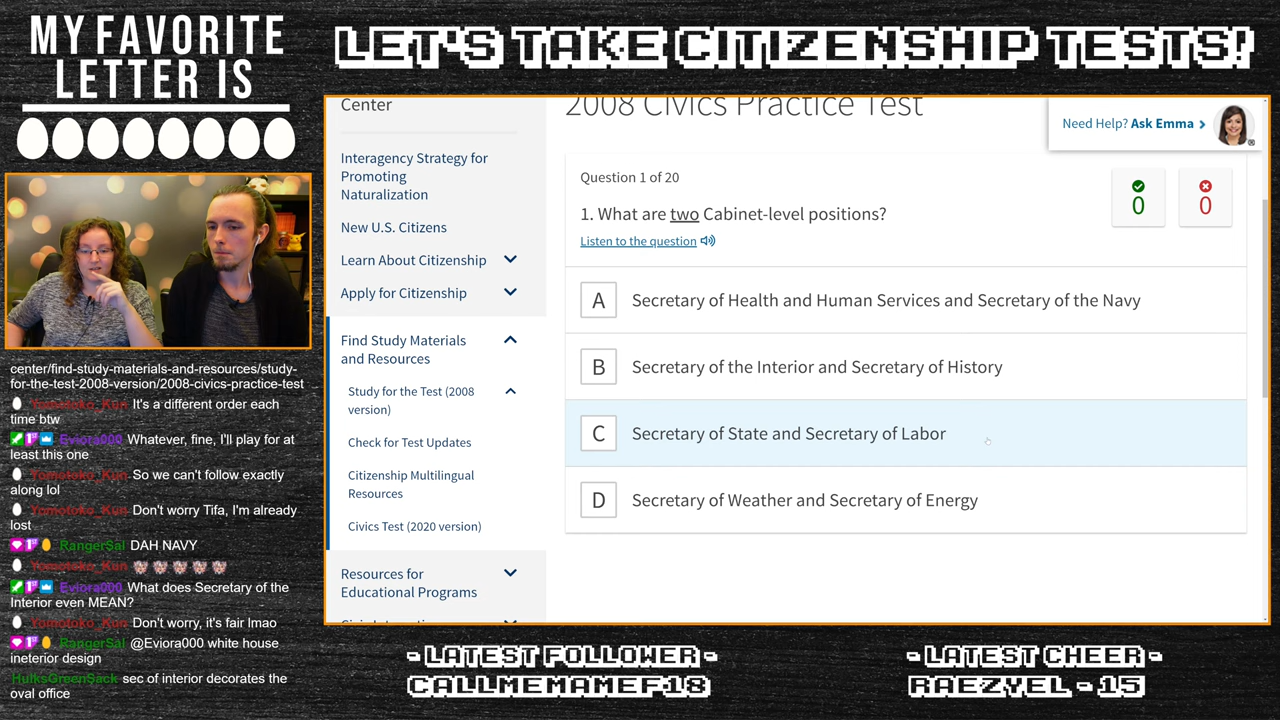 MY FAVORITE
LETTER IS
LET'S TAKE CITIZENSHIP TESTS!
Center
Interagency Strategy for
Promoting
Naturalization
New U.S. Citizens
Learn About Citizenship
Apply for Citizenship
Find Study Materials
and Resources
Study for the Test (2008
version)
Check for Test Updates
Citizenship Multilingual
Resources
Civics Test (2020 version)
Resources for
Educational Programs
2008 Civics Practice Test
Need Help? Ask Emma
Question 1 of 20
0
0
1. What are two Cabinet-level positions?
Listen to the question
A Secretary of Health and Human Services and Secretary of the Navy
B Secretary of the Interior and Secretary of History
C Secretary of State and Secretary of Labor
D Secretary of Weather and Secretary of Energy
center/find-study-materials-and-resources/study-
for-the-test-2008-version/2008-civics-practice-test
Yomotoko_Kun It's a different order each
time btw
Eviora000 Whatever, fine, I'll play for at
least this one
Yomotoko_Kun So we can't follow exactly
along lol
Yomotoko_Kun Don't worry Tifa, I'm already
lost
RangerSal DAH NAVY
Yomotoko_Kun
Eviora000 What does Secretary of the
Interior even MEAN?
Yomotoko_Kun Don't worry, it's fair lmao
RangerSal @Eviora000 white house
ineterior design
HulksGreenSack sec of interior decorates the
oval office
- LATEST FOLLOWER -
CALLMEMAMEF18
- LATEST CHEER -
RAEZYEL - 15